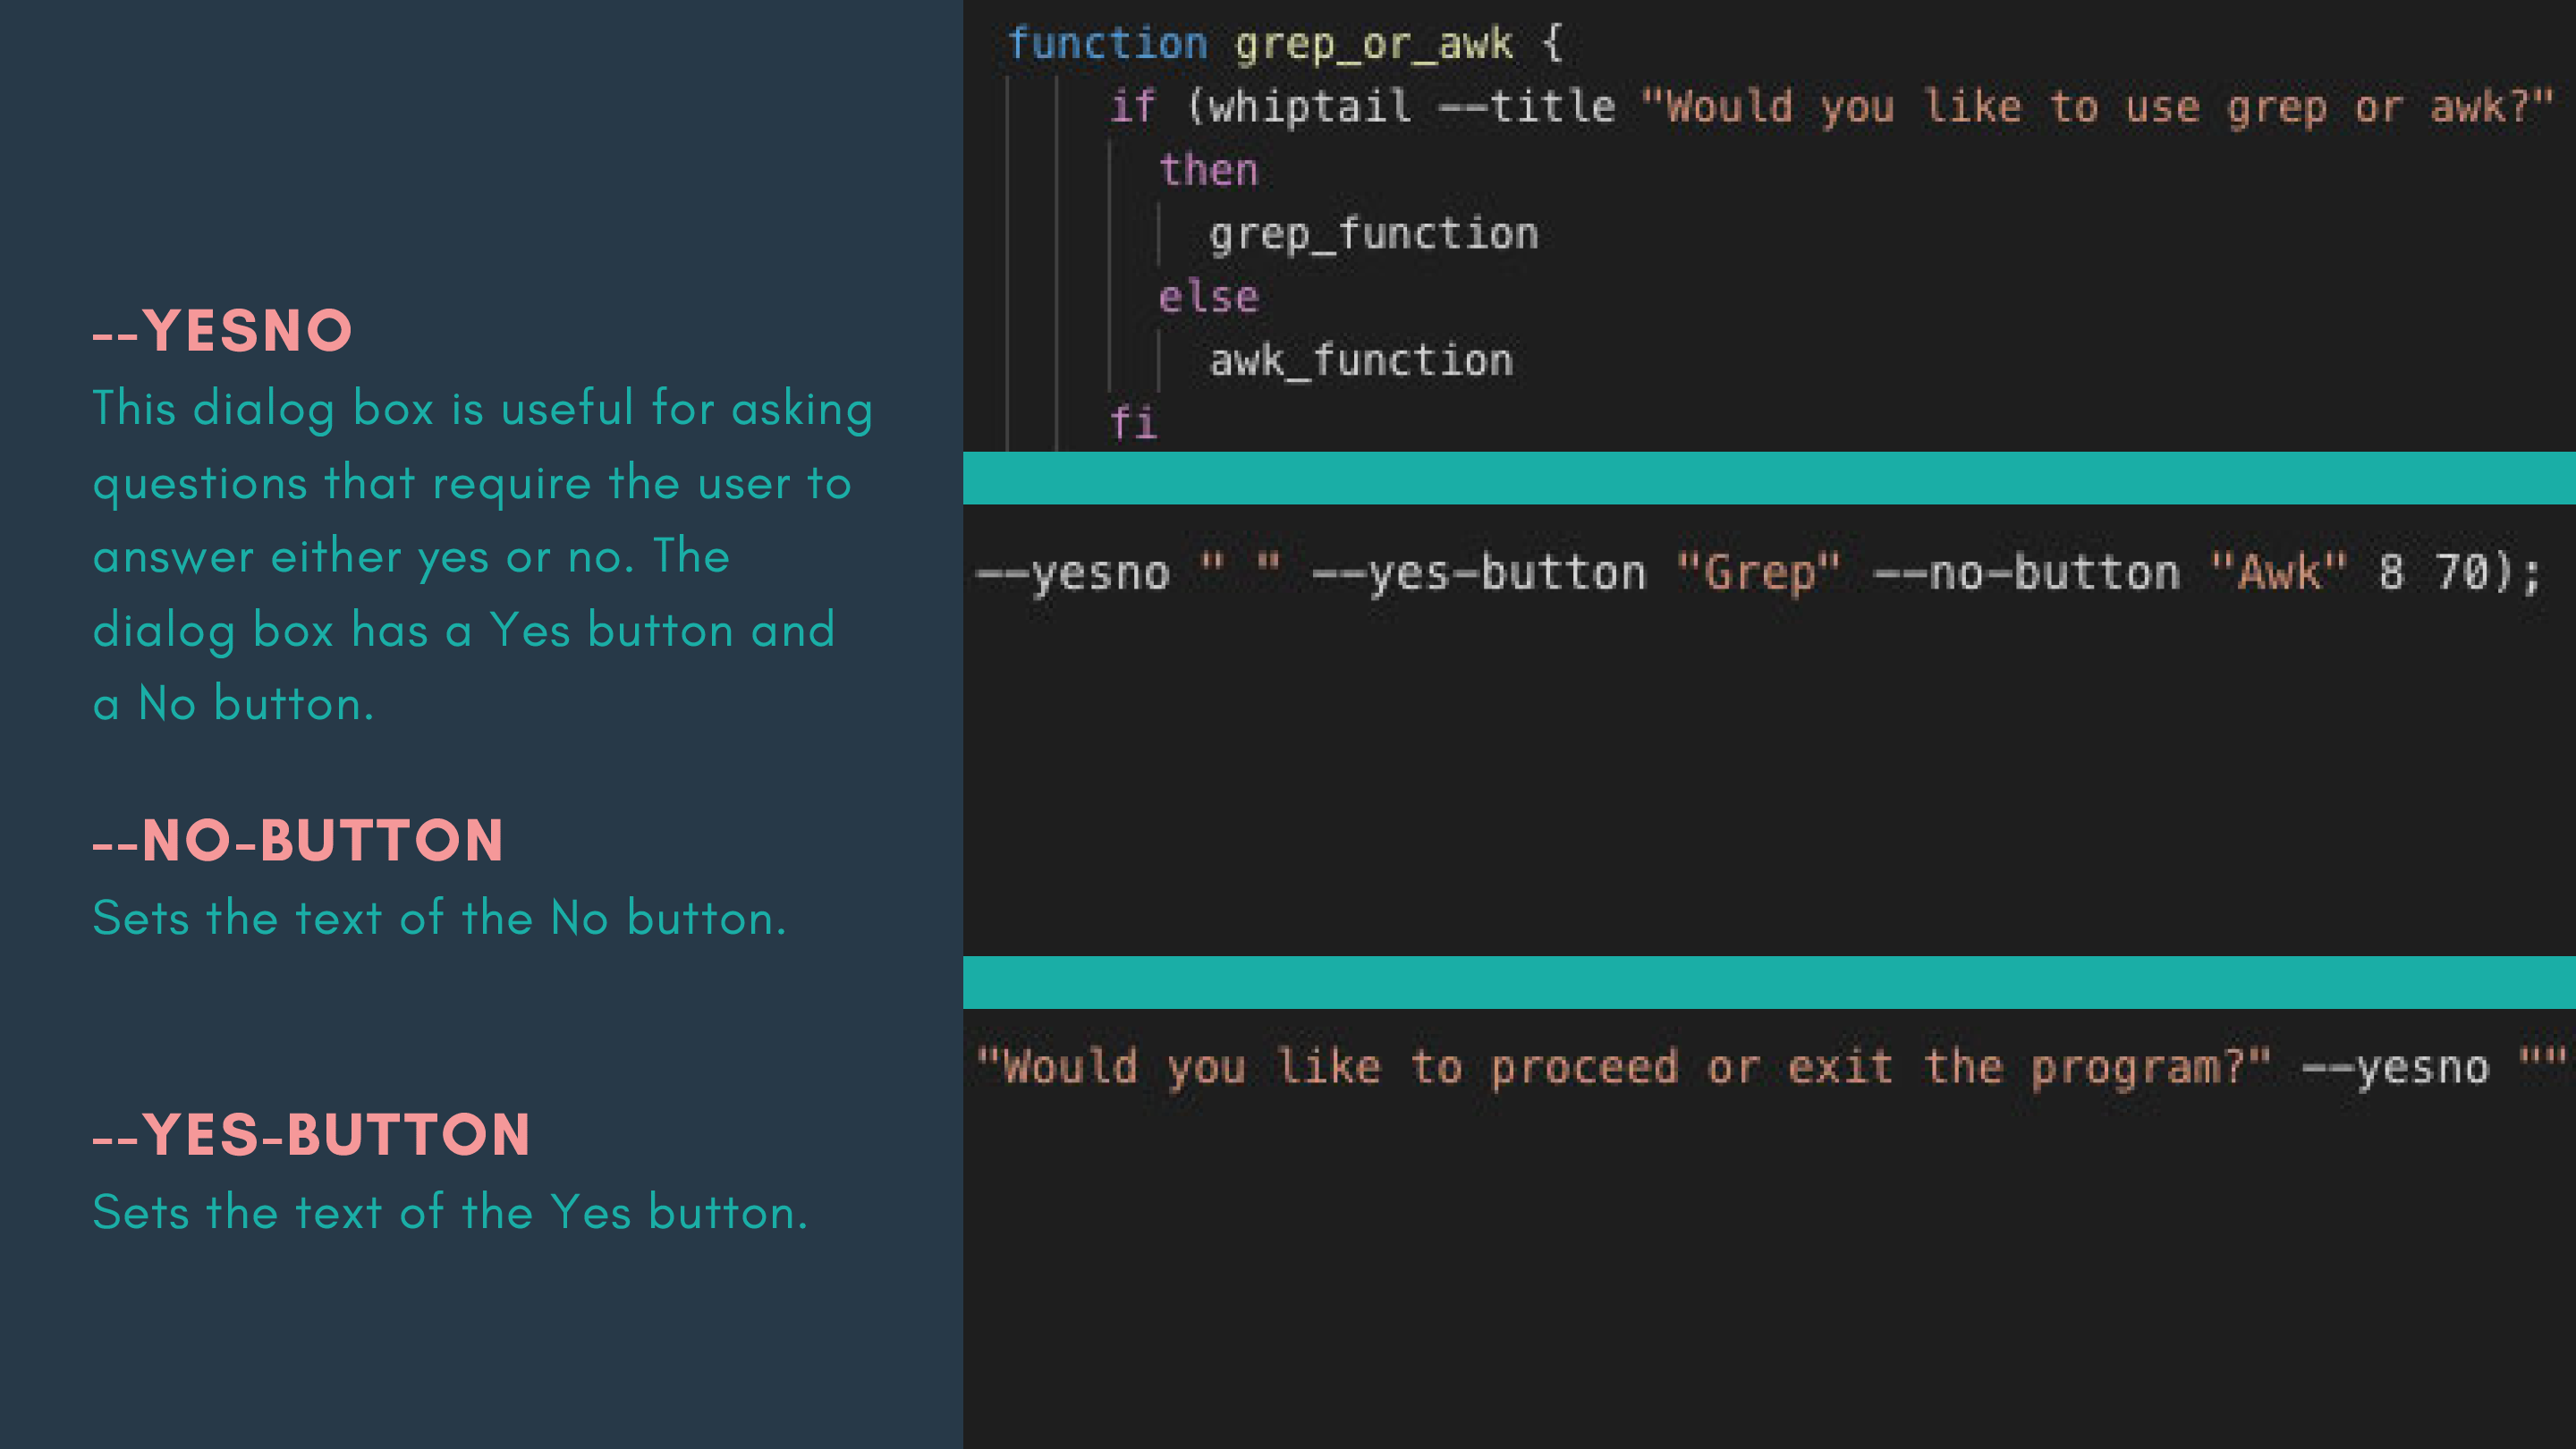 --YESNO
This dialog box is useful for asking
questions that require the user to
answer either yes or no. The
dialog box has a Yes button and
a No button.
--NO-BUTTON
Sets the text of the No button.
--YES-BUTTON
Sets the text of the Yes button.
function grep_or_awk {
if (whiptail --title "Would you like to use grep or awk?"
then
grep_function
else
awk_function
fi
--yesno " " --yes-button "Grep" --no-button "Awk" 8 70);
"Would you like to proceed or exit the program?" --yesno ""